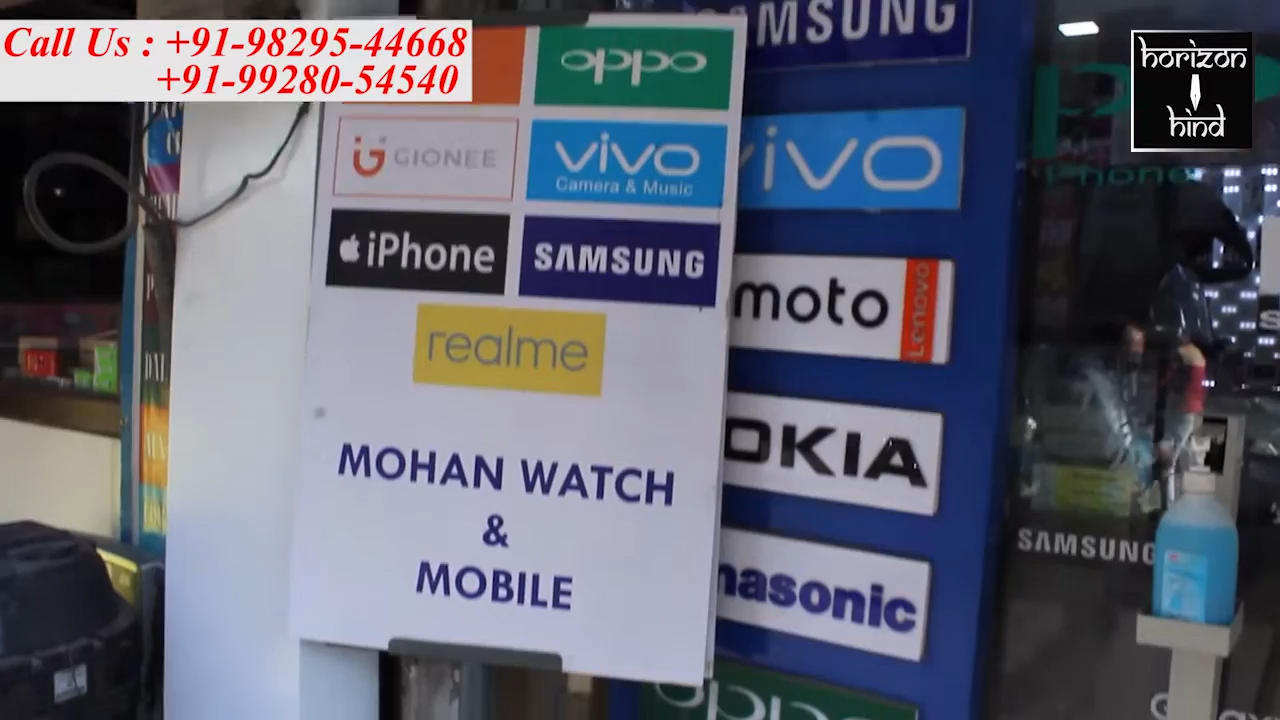 Call Us : +91-98295-44668
+91-99280-54540
horizon
hind
oppo
GIONEE
vivo
Camera & Music
iPhone
SAMSUNG
realme
MOHAN WATCH
&
MOBILE
SAMSUNG
vivo
moto
Lenovo
OKIA
nasonic
oppo
SAMSUNG